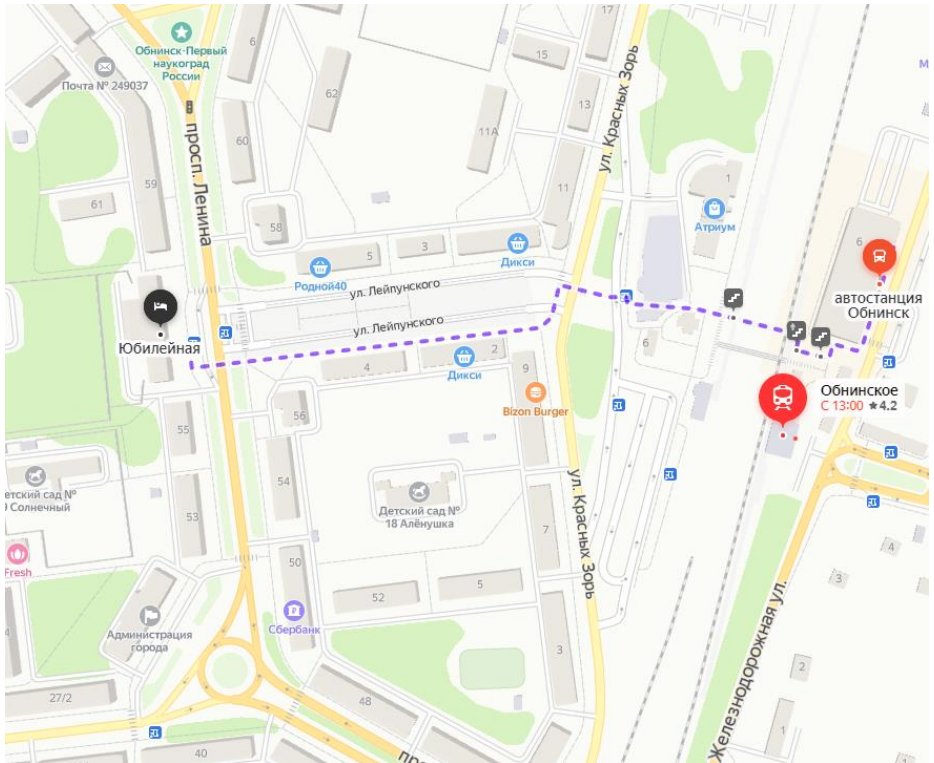 17
6
Обнинск-Первый
наукоград
России
15
Почта № 249037
62
13
60
11А
ул. Красных Зорь
просп. Ленина
59
11
1
61
Атриум
58
5
3
Дикси
6
Родной40
ул. Лейпунского
автостанция
Обнинск
ул. Лейпунского
Юбилейная
2
6
4
Дикси
9
Обнинское
С 13:00 ★4.2
Bizon Burger
56
55
54
Детский сад №
18 Алёнушка
ул. Красных Зорь
етский сад №
Солнечный
53
7
4
Fresh
50
52
5
3
Железнодорожная ул.
Сбербанк
Администрация
города
3
2
27/2
48
1
40